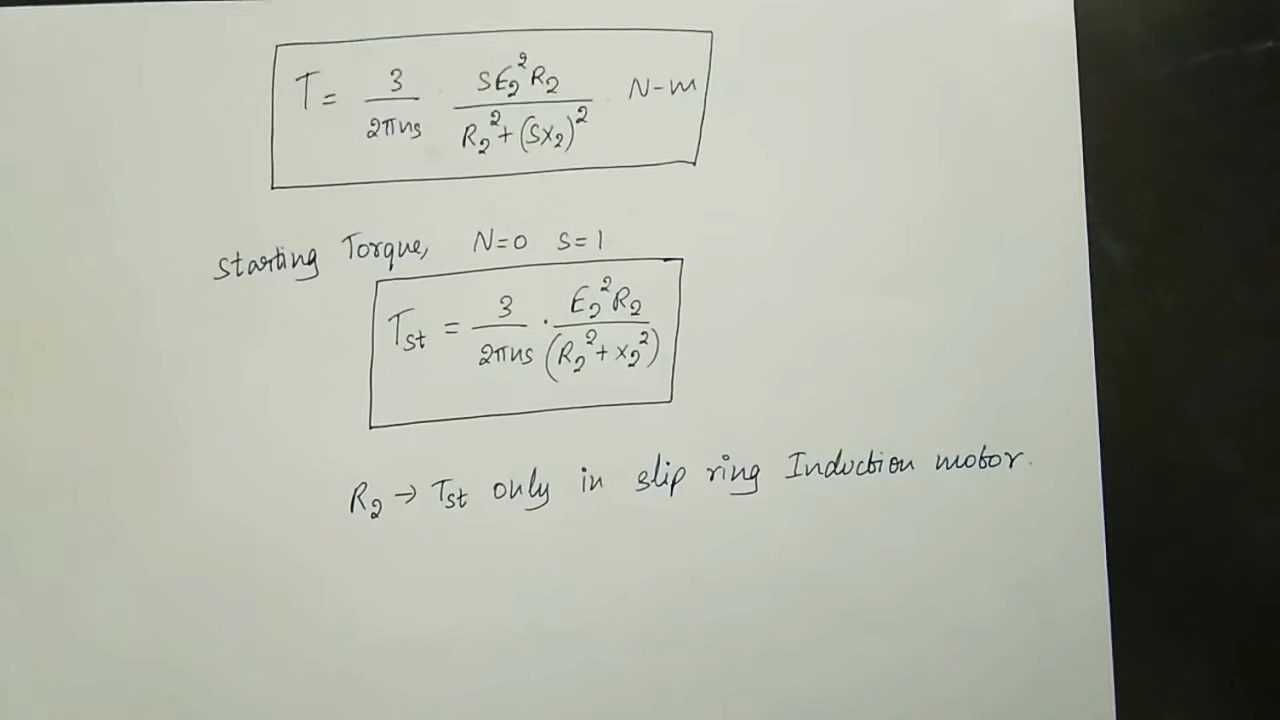 T = 3/2πns · SE₂²R₂/R₂²+(SX₂)² N-m
Starting Torque, N=0 S=1
Tst = 3/2πns · E₂²R₂/(R₂²+X₂²)
R₂ → Tst only in slip ring Induction motor.